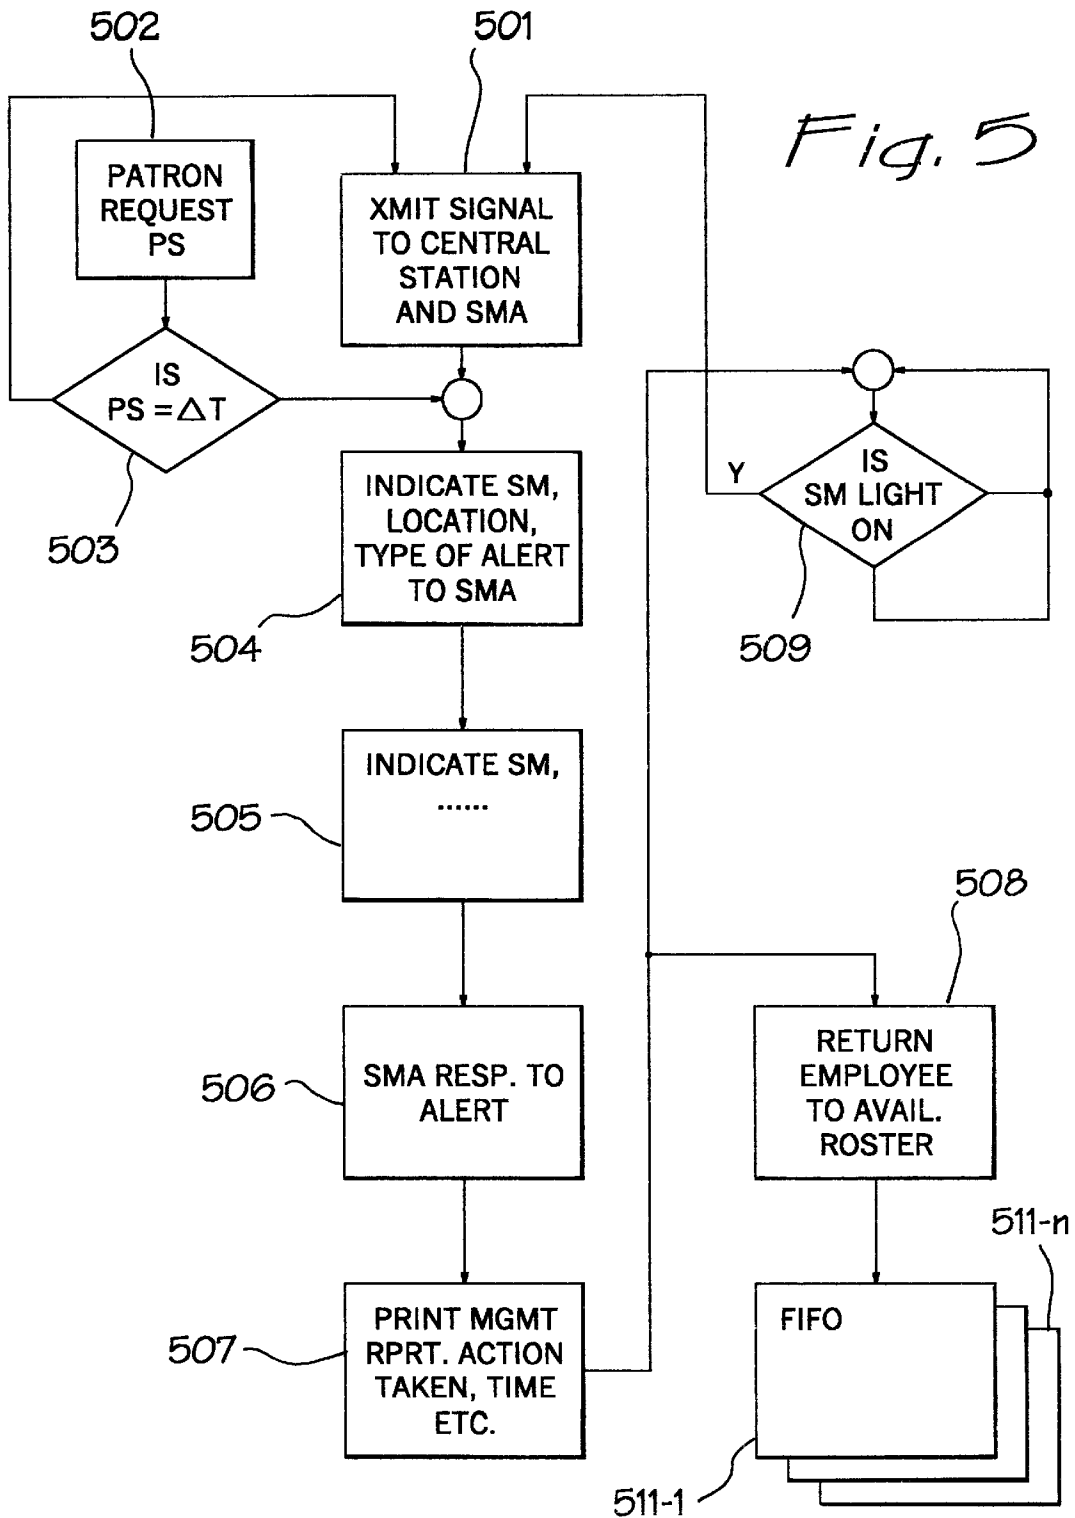 502
501
Fig. 5
PATRON
REQUEST
PS
XMIT SIGNAL
TO CENTRAL
STATION
AND SMA
IS
PS = △T
503
INDICATE SM,
LOCATION,
TYPE OF ALERT
TO SMA
504
Y
IS
SM LIGHT
ON
509
INDICATE SM,
......
505
508
SMA RESP. TO
ALERT
506
RETURN
EMPLOYEE
TO AVAIL.
ROSTER
511-n
PRINT MGMT
RPRT. ACTION
TAKEN, TIME
ETC.
507
FIFO
511-1